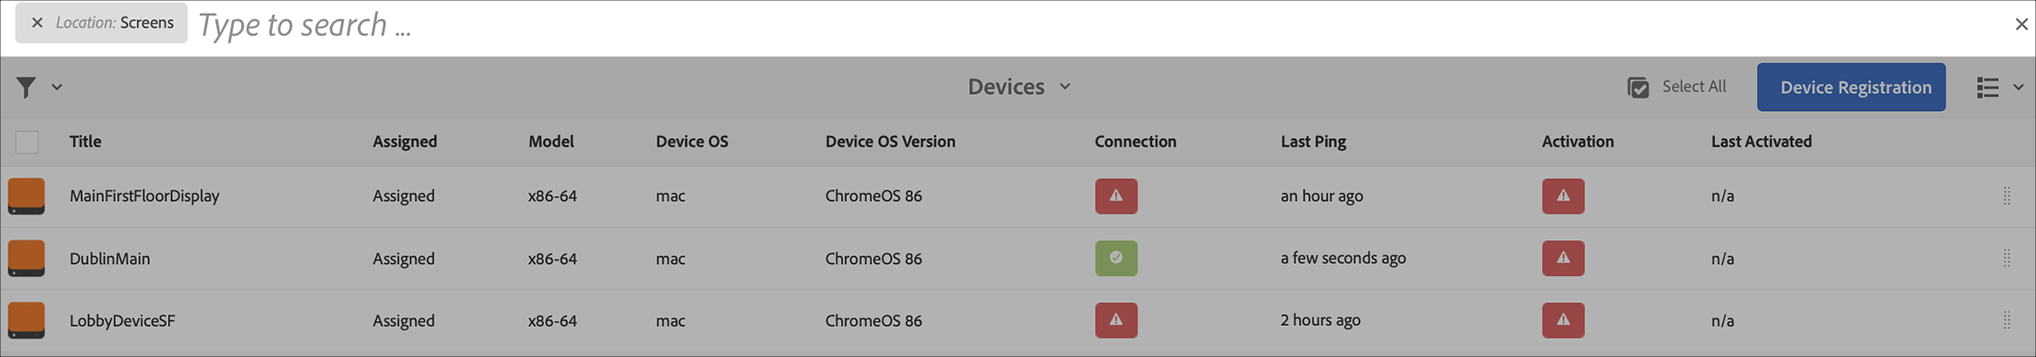 × Location: Screens Type to search ... ×
Devices Select All Device Registration
Title Assigned Model Device OS Device OS Version Connection Last Ping Activation Last Activated
MainFirstFloorDisplay Assigned x86-64 mac ChromeOS 86 an hour ago n/a
DublinMain Assigned x86-64 mac ChromeOS 86 a few seconds ago n/a
LobbyDeviceSF Assigned x86-64 mac ChromeOS 86 2 hours ago n/a